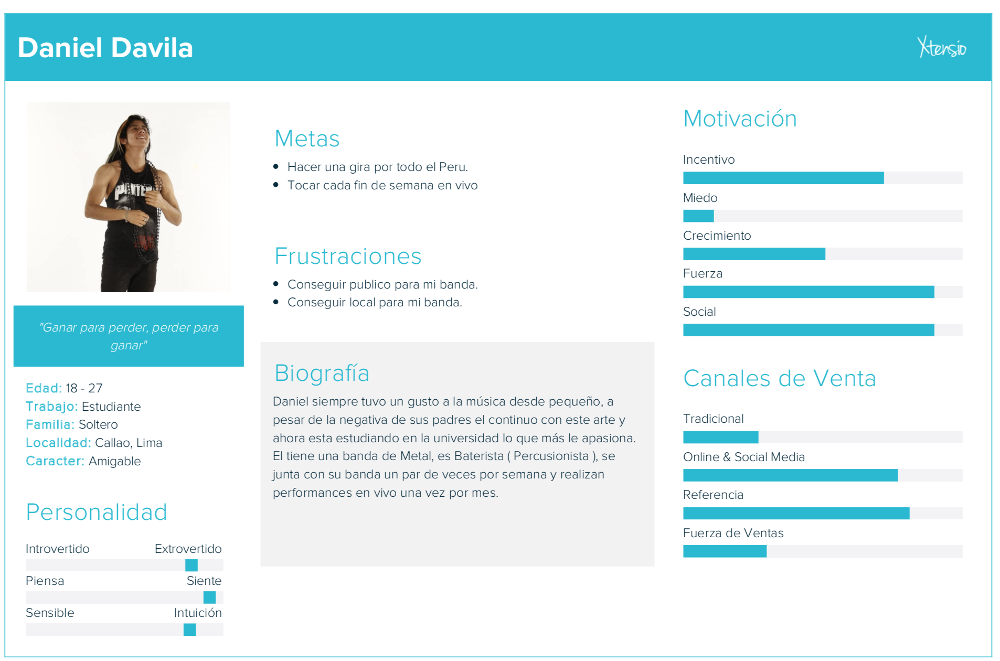 Daniel Davila
Xtensio
"Ganar para perder, perder para
ganar"
Edad: 18 - 27
Trabajo: Estudiante
Familia: Soltero
Localidad: Callao, Lima
Caracter: Amigable
Personalidad
Introvertido Extrovertido
Piensa Siente
Sensible Intuición
Metas
Hacer una gira por todo el Peru.
Tocar cada fin de semana en vivo
Frustraciones
Conseguir publico para mi banda.
Conseguir local para mi banda.
Biografía
Daniel siempre tuvo un gusto a la música desde pequeño, a
pesar de la negativa de sus padres el continuo con este arte y
ahora esta estudiando en la universidad lo que más le apasiona.
El tiene una banda de Metal, es Baterista ( Percusionista ), se
junta con su banda un par de veces por semana y realizan
performances en vivo una vez por mes.
Motivación
Incentivo
Miedo
Crecimiento
Fuerza
Social
Canales de Venta
Tradicional
Online & Social Media
Referencia
Fuerza de Ventas